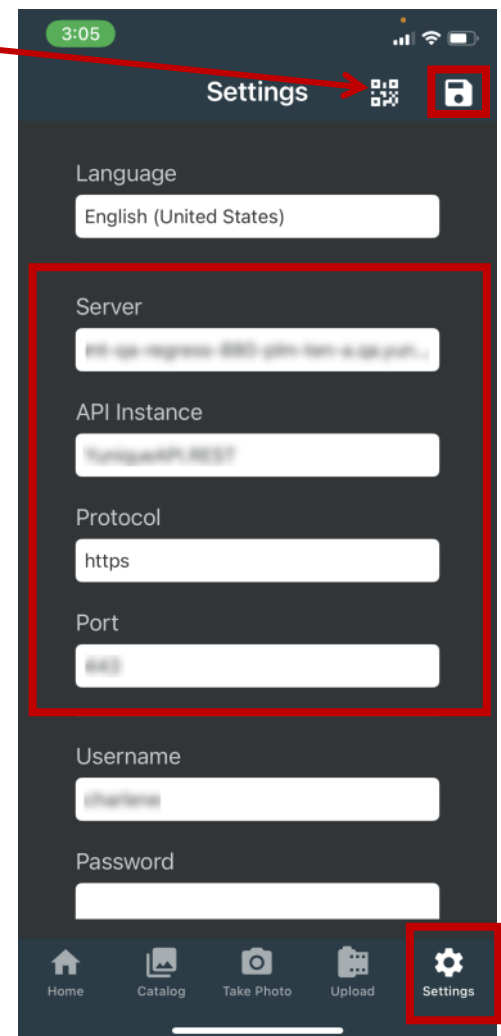 3:05
Settings
Language
English (United States)
Server
API Instance
Protocol
https
Port
Username
Password
Home
Catalog
Take Photo
Upload
Settings